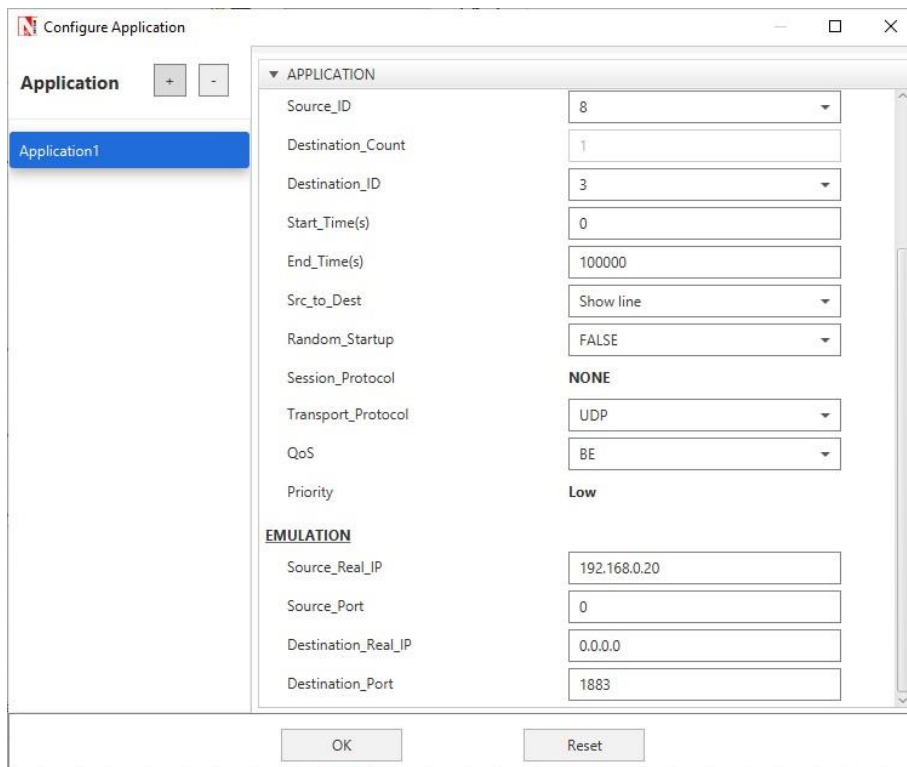 Configure Application
Application + -
Application1
APPLICATION
Source_ID 8
Destination_Count 1
Destination_ID 3
Start_Time(s) 0
End_Time(s) 100000
Src_to_Dest Show line
Random_Startup FALSE
Session_Protocol NONE
Transport_Protocol UDP
QoS BE
Priority Low
EMULATION
Source_Real_IP 192.168.0.20
Source_Port 0
Destination_Real_IP 0.0.0.0
Destination_Port 1883
OK Reset